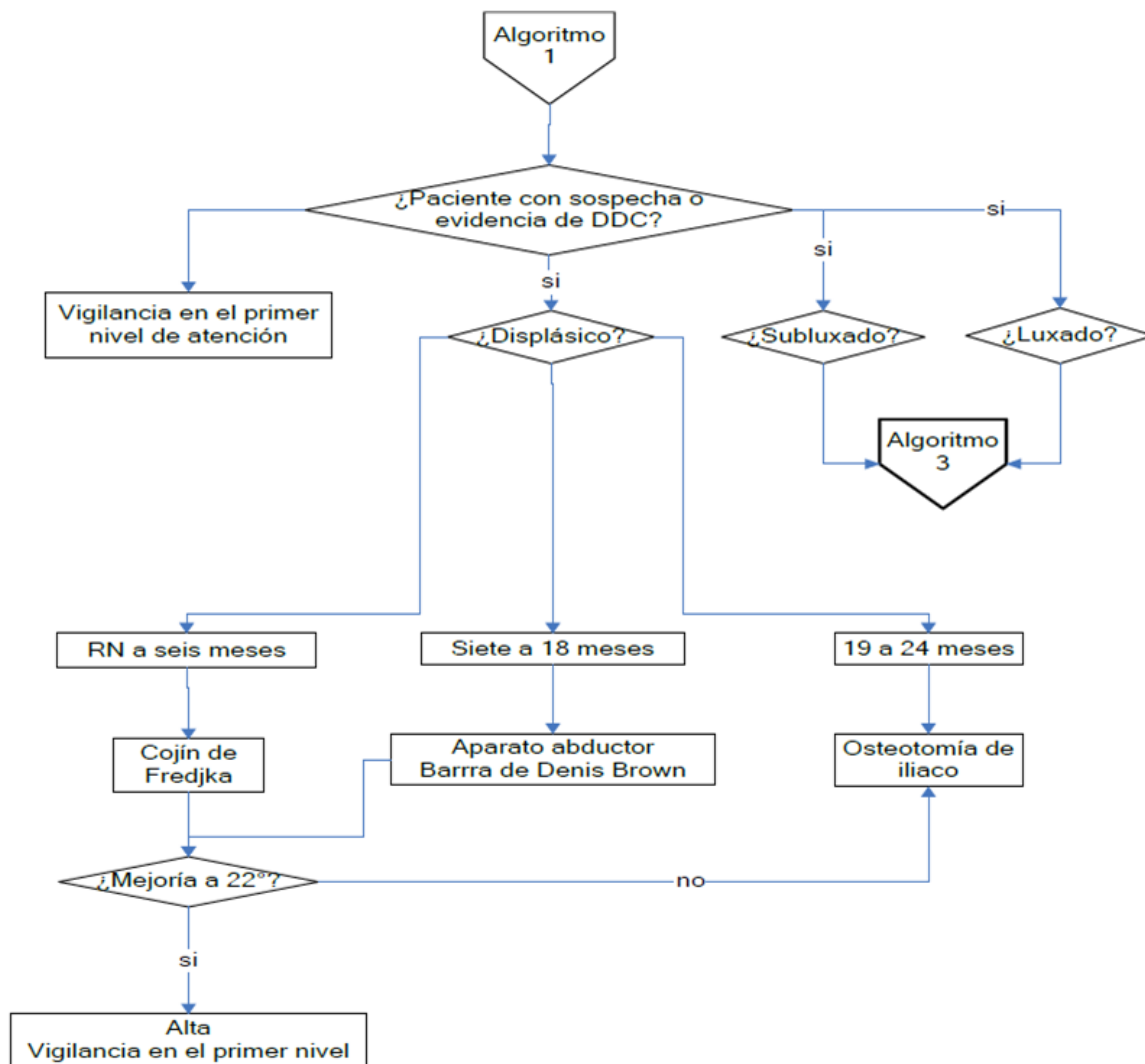 Algoritmo
1
¿Paciente con sospecha o
evidencia de DDC?
si
si
si
Vigilancia en el primer
nivel de atención
¿Displásico?
¿Subluxado?
¿Luxado?
Algoritmo
3
RN a seis meses
Siete a 18 meses
19 a 24 meses
Cojín de
Fredjka
Aparato abductor
Barrra de Denis Brown
Osteotomía de
iliaco
¿Mejoría a 22°?
no
si
Alta
Vigilancia en el primer nivel